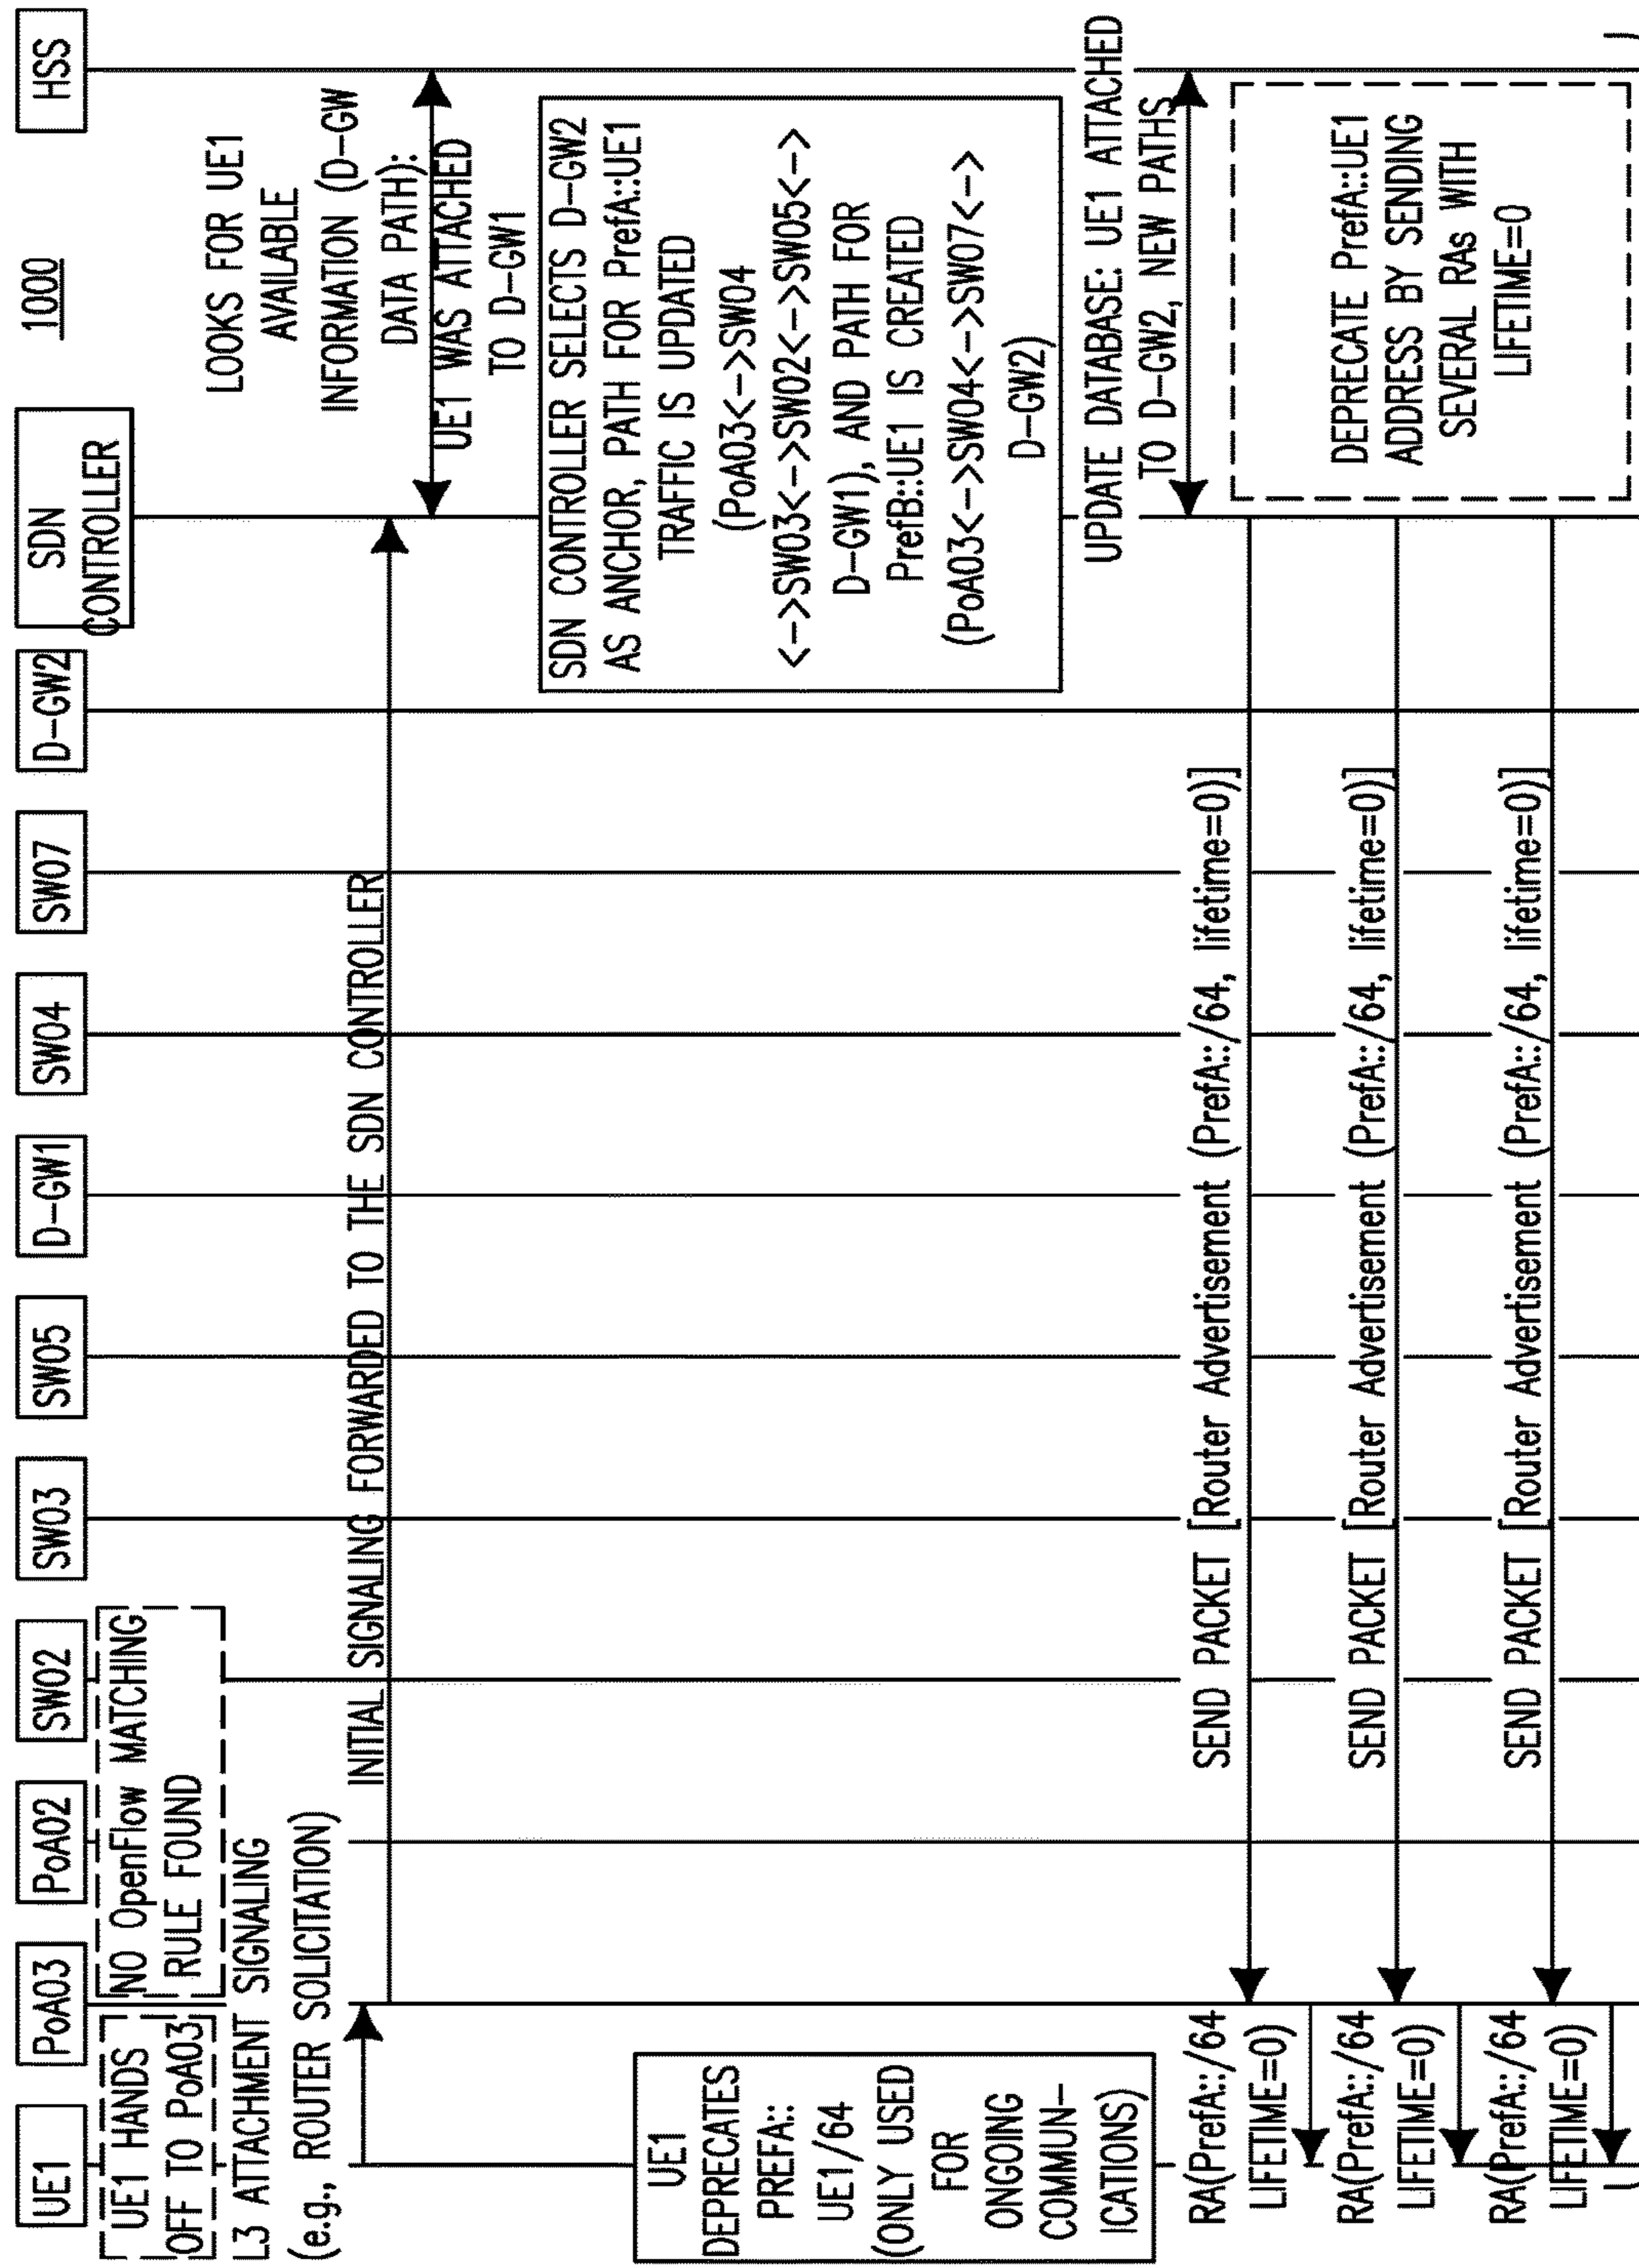 1000
UE1
PoA03
PoA02
SW02
SW03
SW05
D-GW1
SW04
SW07
D-GW2
SDN
CONTROLLER
HSS
UE1 HANDS
OFF TO PoA03
NO OpenFlow MATCHING
RULE FOUND
L3 ATTACHMENT SIGNALING
(e.g., ROUTER SOLICITATION)
INITIAL SIGNALING FORWARDED TO THE SDN CONTROLLER
LOOKS FOR UE1
AVAILABLE
INFORMATION (D-GW
DATA PATH):
UE1 WAS ATTACHED
TO D-GW1
SDN CONTROLLER SELECTS D-GW2
AS ANCHOR, PATH FOR PrefA::UE1
TRAFFIC IS UPDATED
(PoA03<->SW04
<->SW03<->SW02<->SW05<->
D-GW1), AND PATH FOR
PrefB::UE1 IS CREATED
(PoA03<->SW04<->SW07<->
D-GW2)
UPDATE DATABASE: UE1 ATTACHED
TO D-GW2, NEW PATHS
DEPRECATE PrefA::UE1
ADDRESS BY SENDING
SEVERAL RAs WITH
LIFETIME=0
UE1
DEPRECATES
PREFA::
UE1/64
(ONLY USED
FOR
ONGOING
COMMUN-
ICATIONS)
SEND PACKET [Router Advertisement (PrefA::/64, lifetime=0)]
RA(PrefA::/64
LIFETIME=0)
SEND PACKET [Router Advertisement (PrefA::/64, lifetime=0)]
RA(PrefA::/64
LIFETIME=0)
SEND PACKET [Router Advertisement (PrefA::/64, lifetime=0)]
RA(PrefA::/64
LIFETIME=0)